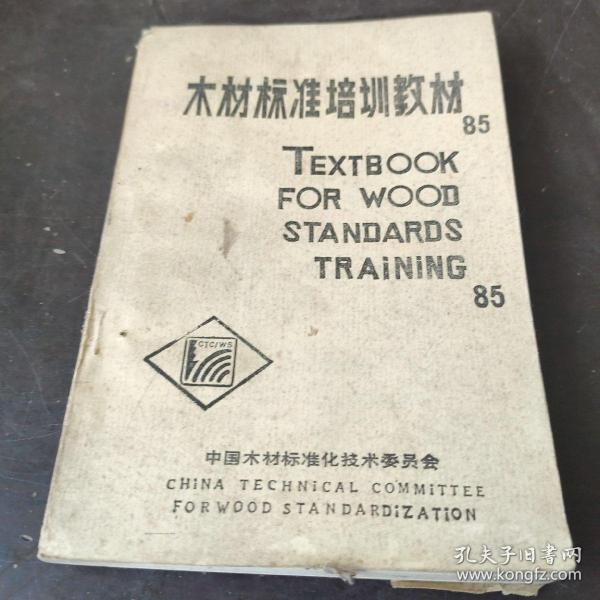 木材标准培训教材
85
TEXTBOOK
FOR WOOD
STANDARDS
TRAiNiNG
85
CTC/WS
中国木材标准化技术委员会
CHiNA TECHNiCAL COMMiTTEE
FOR WOOD STANDARDiZATiON
孔夫子旧书网
www.kongfz.com